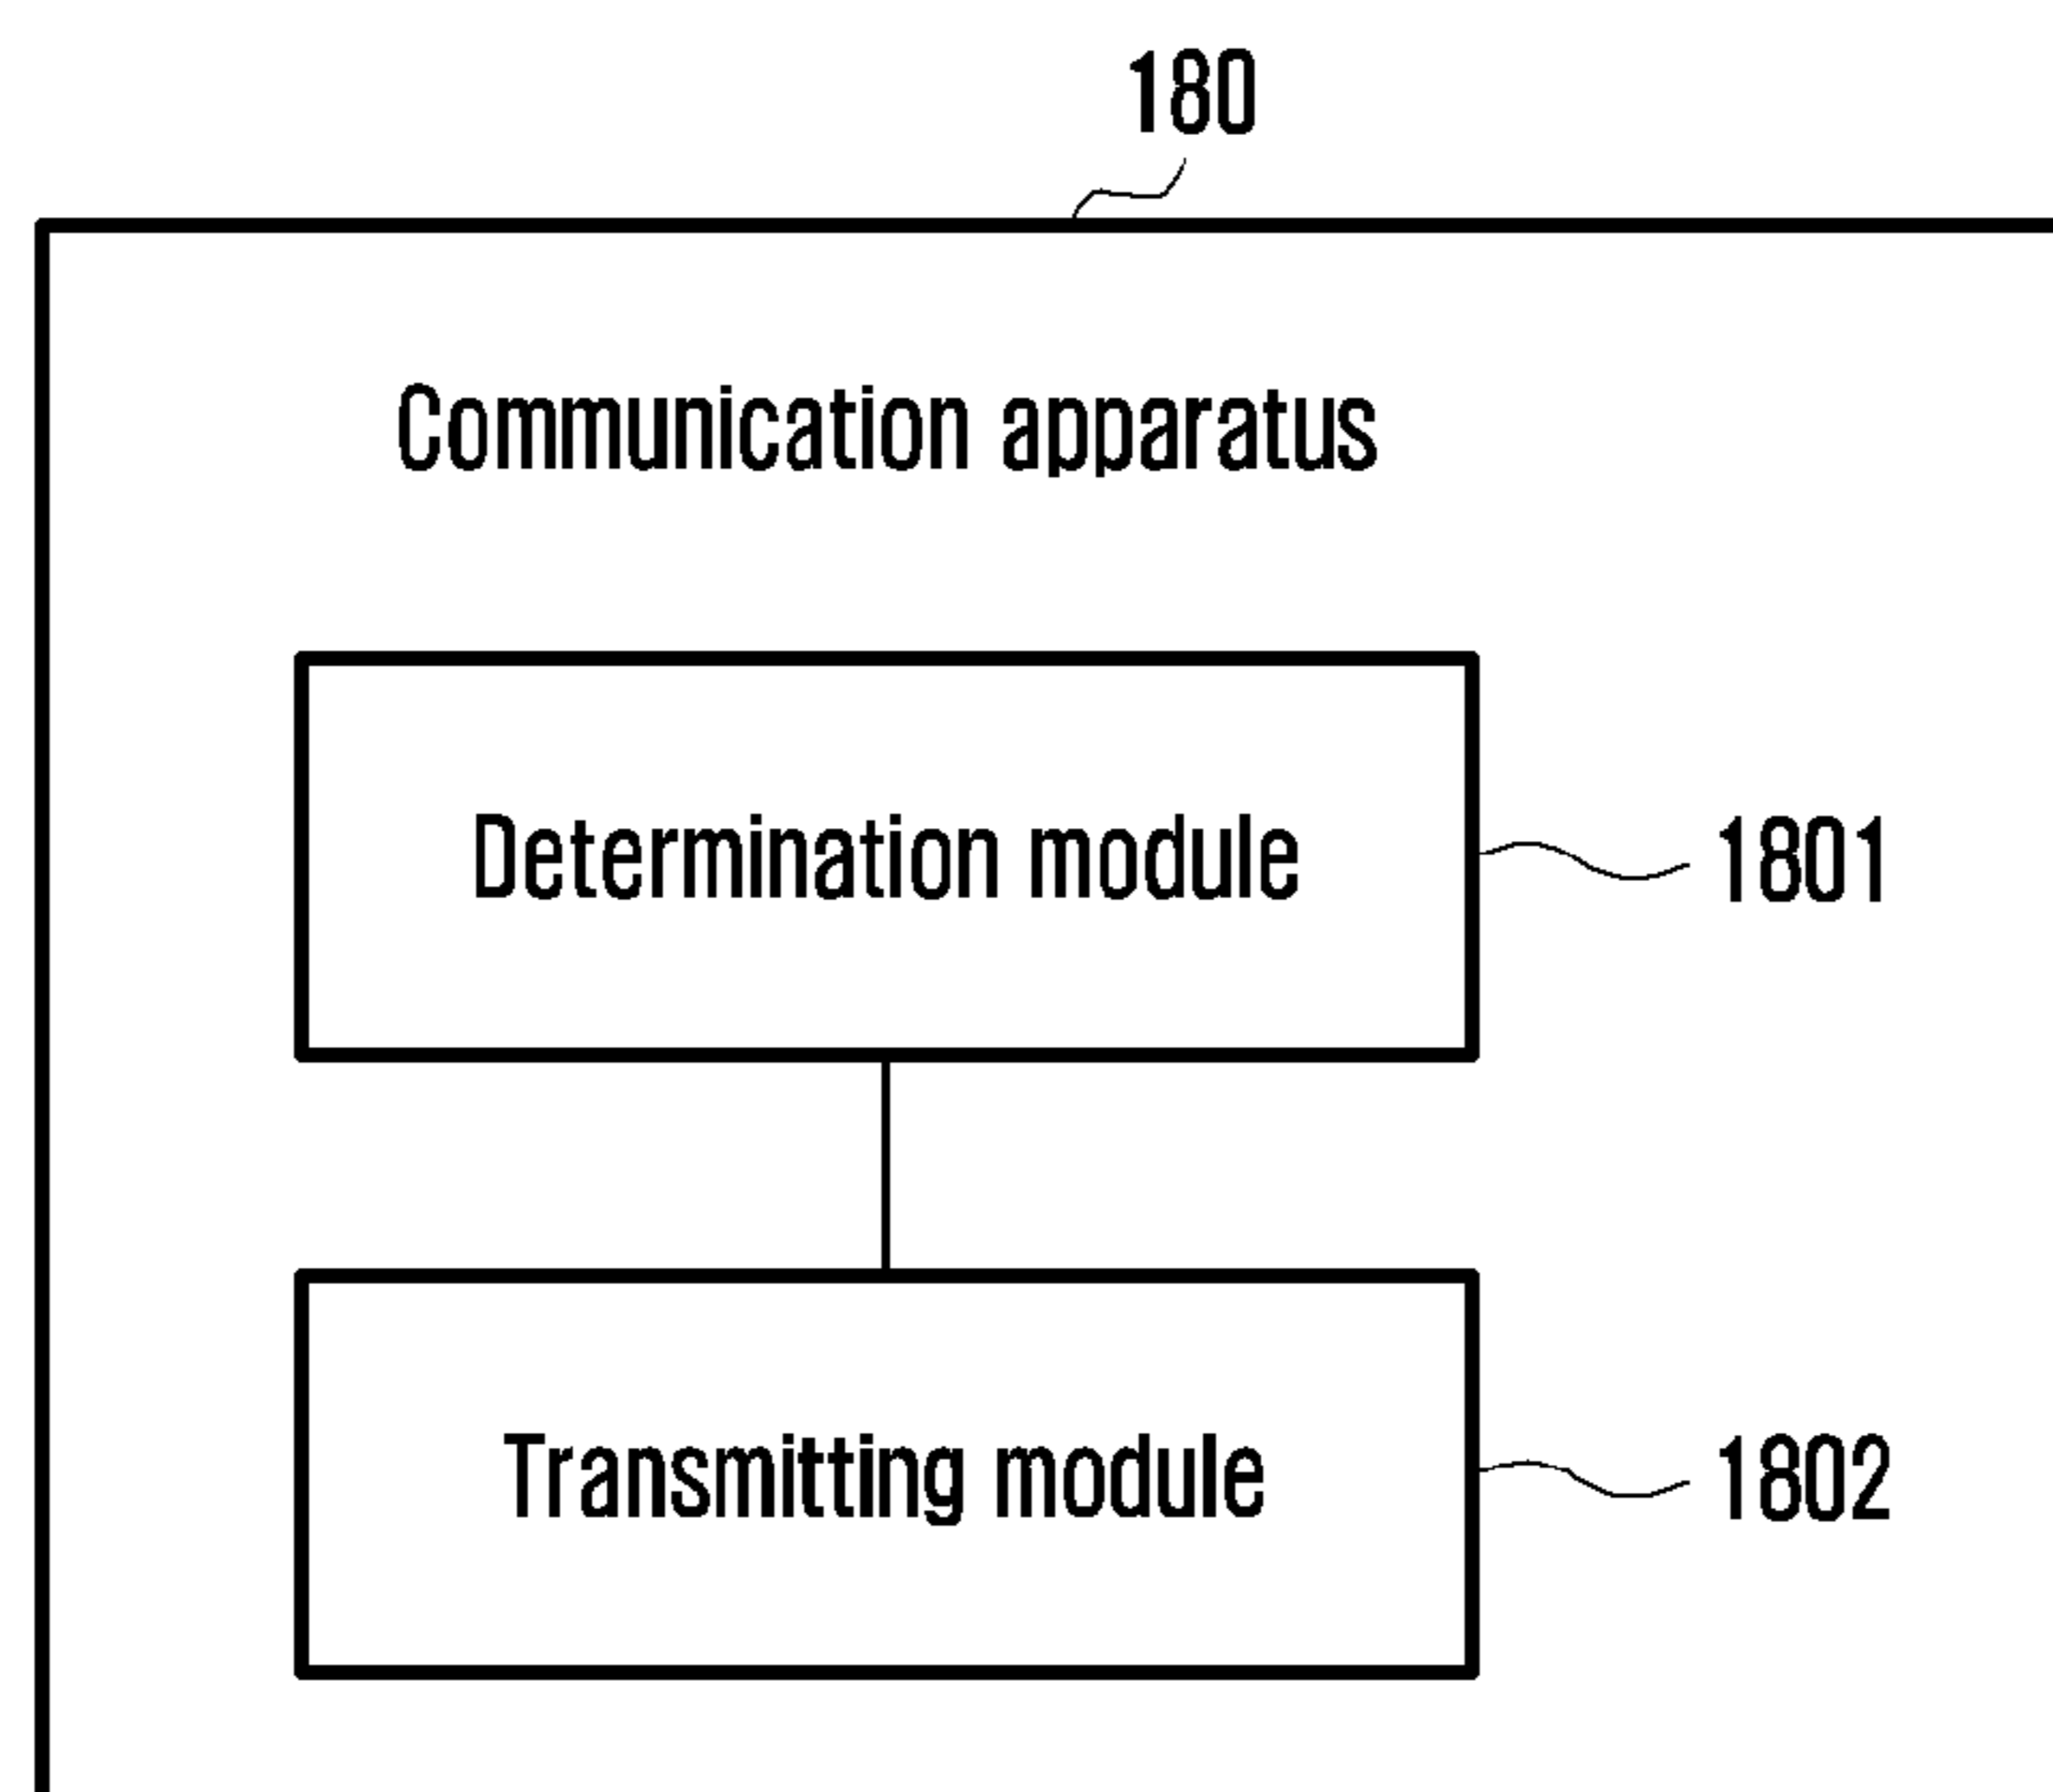 180
Communication apparatus
Determination module
1801
Transmitting module
1802